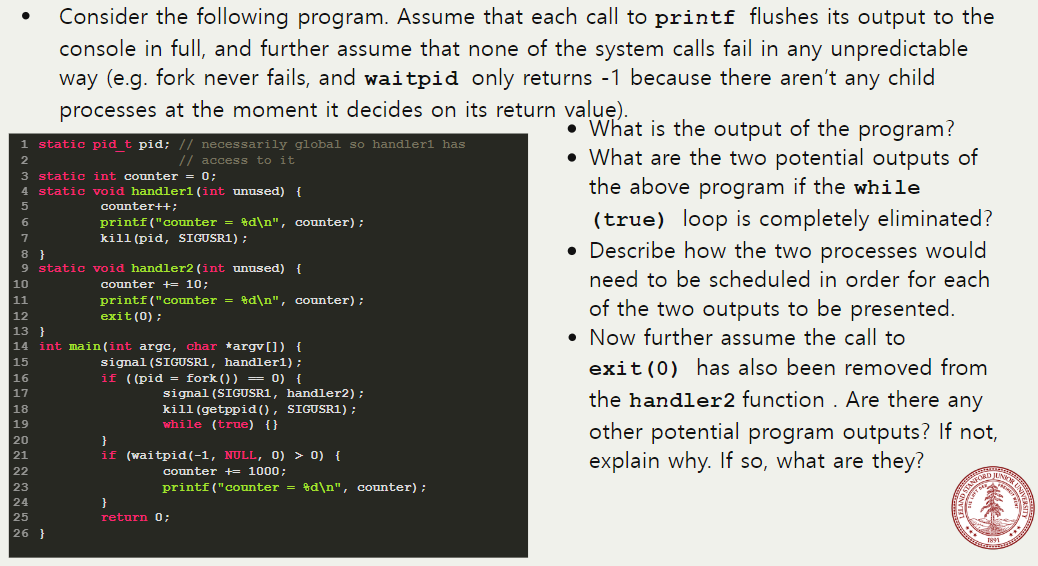 • Consider the following program. Assume that each call to printf flushes its output to the
console in full, and further assume that none of the system calls fail in any unpredictable
way (e.g. fork never fails, and waitpid only returns -1 because there aren't any child
processes at the moment it decides on its return value).
1 static pid_t pid; // necessarily global so handler1 has
2 // access to it
3 static int counter = 0;
4 static void handler1(int unused) {
5 counter++;
6 printf("counter = %d\n", counter);
7 kill(pid, SIGUSR1);
8 }
9 static void handler2(int unused) {
10 counter += 10;
11 printf("counter = %d\n", counter);
12 exit(0);
13 }
14 int main(int argc, char *argv[]) {
15 signal(SIGUSR1, handler1);
16 if ((pid = fork()) == 0) {
17 signal(SIGUSR1, handler2);
18 kill(getppid(), SIGUSR1);
19 while (true) {}
20 }
21 if (waitpid(-1, NULL, 0) > 0) {
22 counter += 1000;
23 printf("counter = %d\n", counter);
24 }
25 return 0;
26 }
• What is the output of the program?
• What are the two potential outputs of
the above program if the while
(true) loop is completely eliminated?
• Describe how the two processes would
need to be scheduled in order for each
of the two outputs to be presented.
• Now further assume the call to
exit(0) has also been removed from
the handler2 function . Are there any
other potential program outputs? If not,
explain why. If so, what are they?
LELAND STANFORD JUNIOR UNIVERSITY
1891